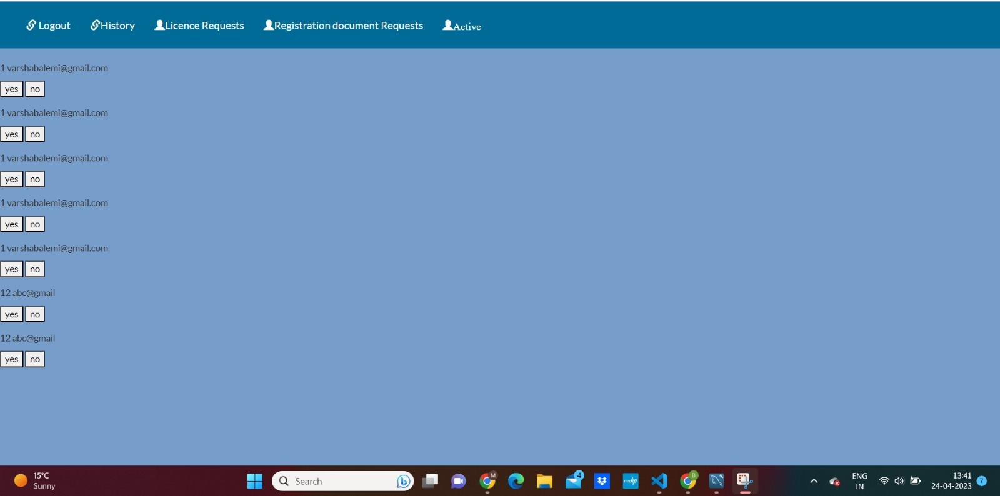 Logout History Licence Requests Registration document Requests Active
1 varshabalemi@gmail.com
yes no
1 varshabalemi@gmail.com
yes no
1 varshabalemi@gmail.com
yes no
1 varshabalemi@gmail.com
yes no
1 varshabalemi@gmail.com
yes no
12 abc@gmail
yes no
12 abc@gmail
yes no
15°C
Sunny
Search
M
4
myhp
B
ENG
IN
13:41
24-04-2023
7